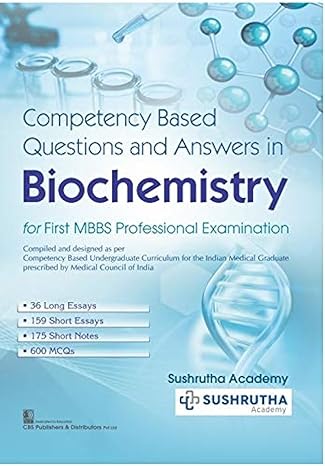 Competency Based
Questions and Answers in
Biochemistry
for First MBBS Professional Examination
Compiled and designed as per
Competency Based Undergraduate Curriculum for the Indian Medical Graduate
prescribed by Medical Council of India
• 36 Long Essays
• 159 Short Essays
• 175 Short Notes
• 600 MCQs
Sushrutha Academy
SUSHRUTHA
Academy
CBS Publishers & Distributors Pvt Ltd